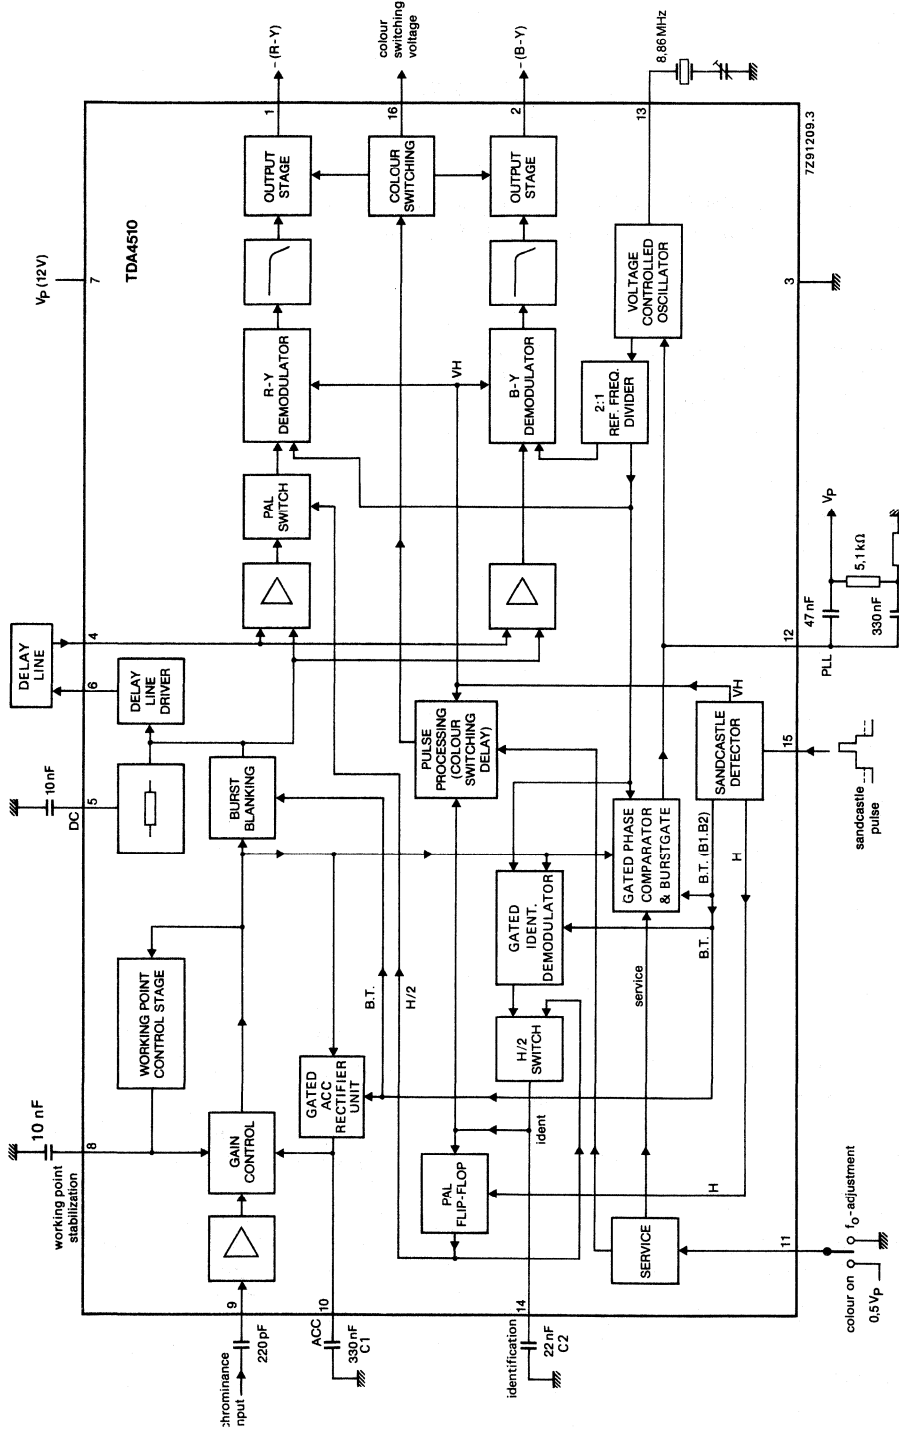 -(R-Y)
colour
switching
voltage
-(B-Y)
8,86MHz
1
16
2
13
7Z91209.3
OUTPUT
STAGE
COLOUR
SWITCHING
OUTPUT
STAGE
TDA4510
Vp (12V)
7
VOLTAGE
CONTROLLED
OSCILLATOR
3
R-Y
DEMODULATOR
VH
B-Y
DEMODULATOR
2:1
REF. FREQ.
DIVIDER
PAL
SWITCH
Vp
5,1 kΩ
47 nF
330 nF
DELAY
LINE
4
6
12
PLL
DELAY
LINE
DRIVER
10nF
5
DC
BURST
BLANKING
PULSE
PROCESSING
(COLOUR
SWITCHING
DELAY)
VH
SANDCASTLE
DETECTOR
15
sandcastle
pulse
GATED PHASE
COMPARATOR
& BURSTGATE
B.T. (B1.B2)
H
GATED
IDENT.
DEMODULATOR
B.T.
service
WORKING POINT
CONTROL STAGE
B.T.
H/2
H/2
SWITCH
GATED
ACC
RECTIFIER
UNIT
10 nF
8
working point
stabilization
GAIN
CONTROL
ident
PAL
FLIP-FLOP
H
SERVICE
11
fo-adjustment
colour on
0,5 Vp
9
10
14
220pF
chrominance
input
ACC
330nF
C1
identification
22nF
C2